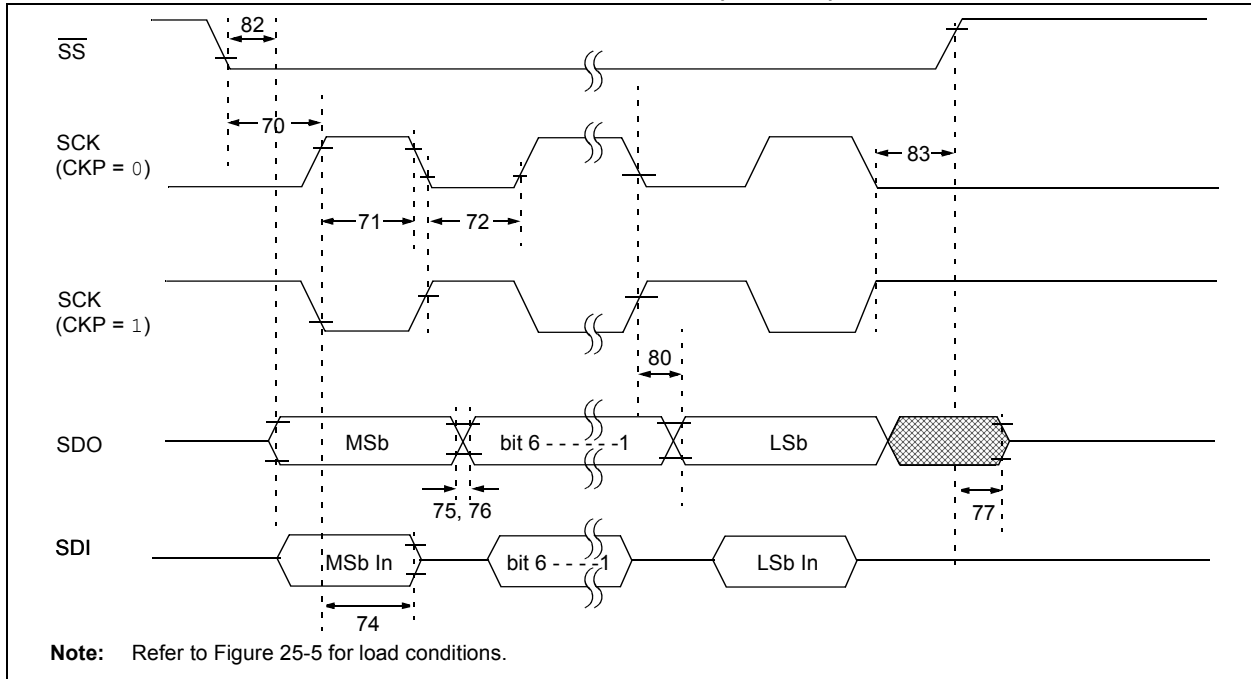 82
SS
70
SCK
(CKP = 0)
83
71
72
SCK
(CKP = 1)
80
SDO
MSb
bit 6 - - - - - -1
LSb
75, 76
77
SDI
MSb In
bit 6 - - - -1
LSb In
74
Note: Refer to Figure 25-5 for load conditions.